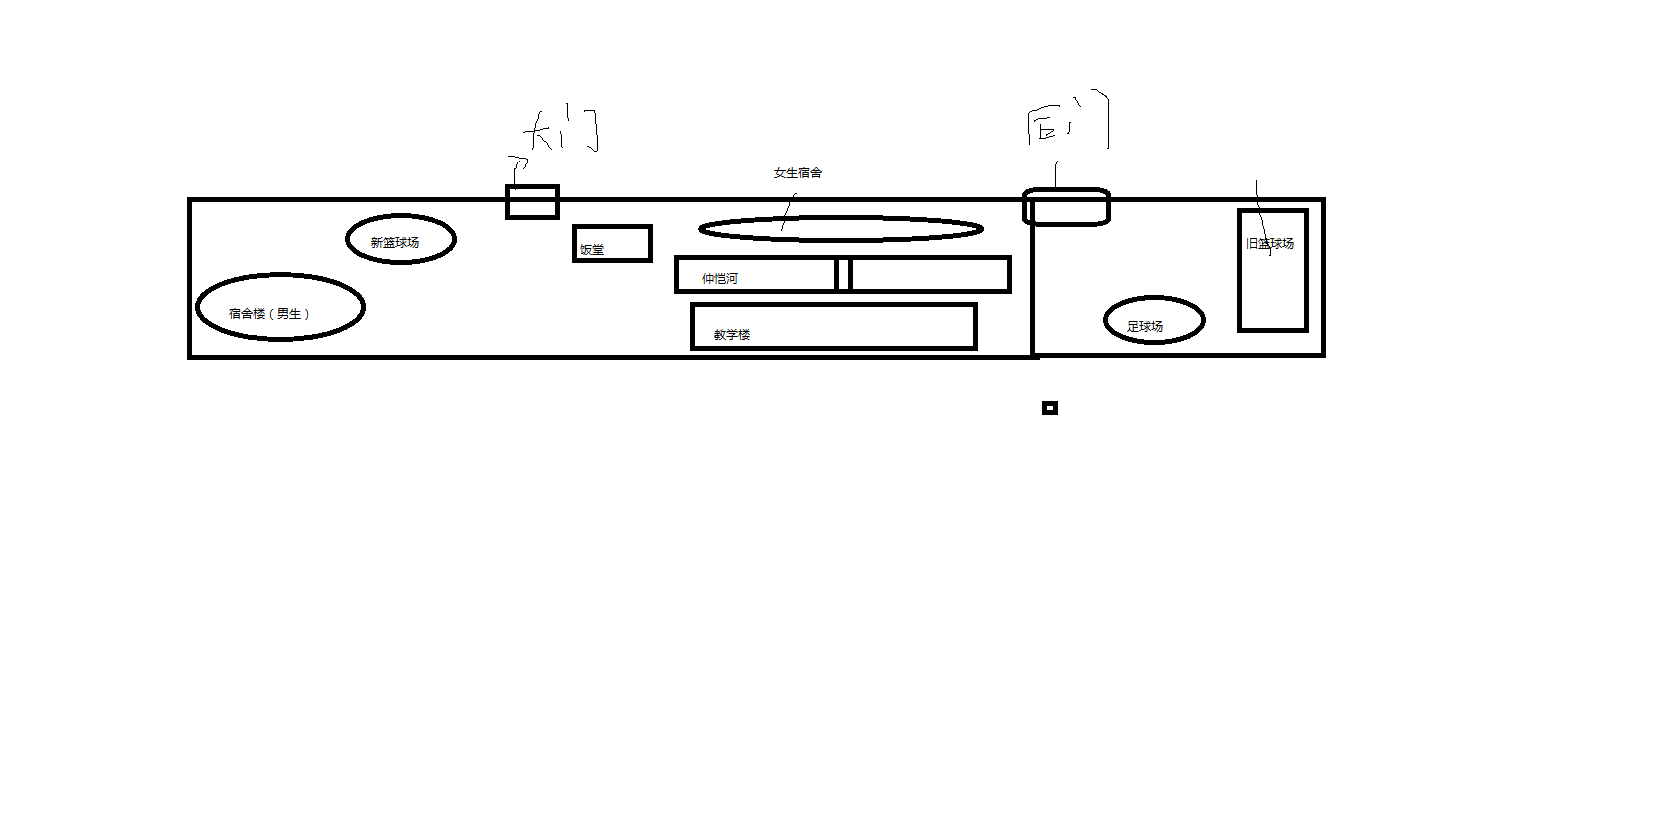 大门
后门
女生宿舍
新篮球场
饭堂
旧篮球场
仲恺河
宿舍楼（男生）
足球场
教学楼